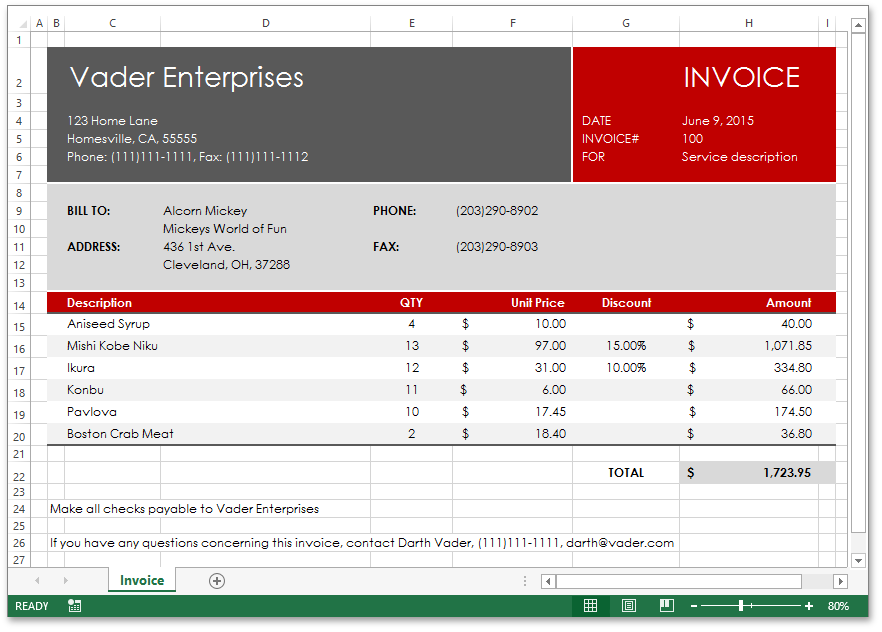 A B C D E F G H I
1
2 Vader Enterprises INVOICE
3
4 123 Home Lane DATE June 9, 2015
5 Homesville, CA, 55555 INVOICE# 100
6 Phone: (111)111-1111, Fax: (111)111-1112 FOR Service description
7
8
9 BILL TO: Alcorn Mickey PHONE: (203)290-8902
10 Mickeys World of Fun
11 ADDRESS: 436 1st Ave. FAX: (203)290-8903
12 Cleveland, OH, 37288
13
14 Description QTY Unit Price Discount Amount
15 Aniseed Syrup 4 $ 10.00 $ 40.00
16 Mishi Kobe Niku 13 $ 97.00 15.00% $ 1,071.85
17 Ikura 12 $ 31.00 10.00% $ 334.80
18 Konbu 11 $ 6.00 $ 66.00
19 Pavlova 10 $ 17.45 $ 174.50
20 Boston Crab Meat 2 $ 18.40 $ 36.80
21
22 TOTAL $ 1,723.95
23
24 Make all checks payable to Vader Enterprises
25
26 If you have any questions concerning this invoice, contact Darth Vader, (111)111-1111, darth@vader.com
27
Invoice
READY 80%